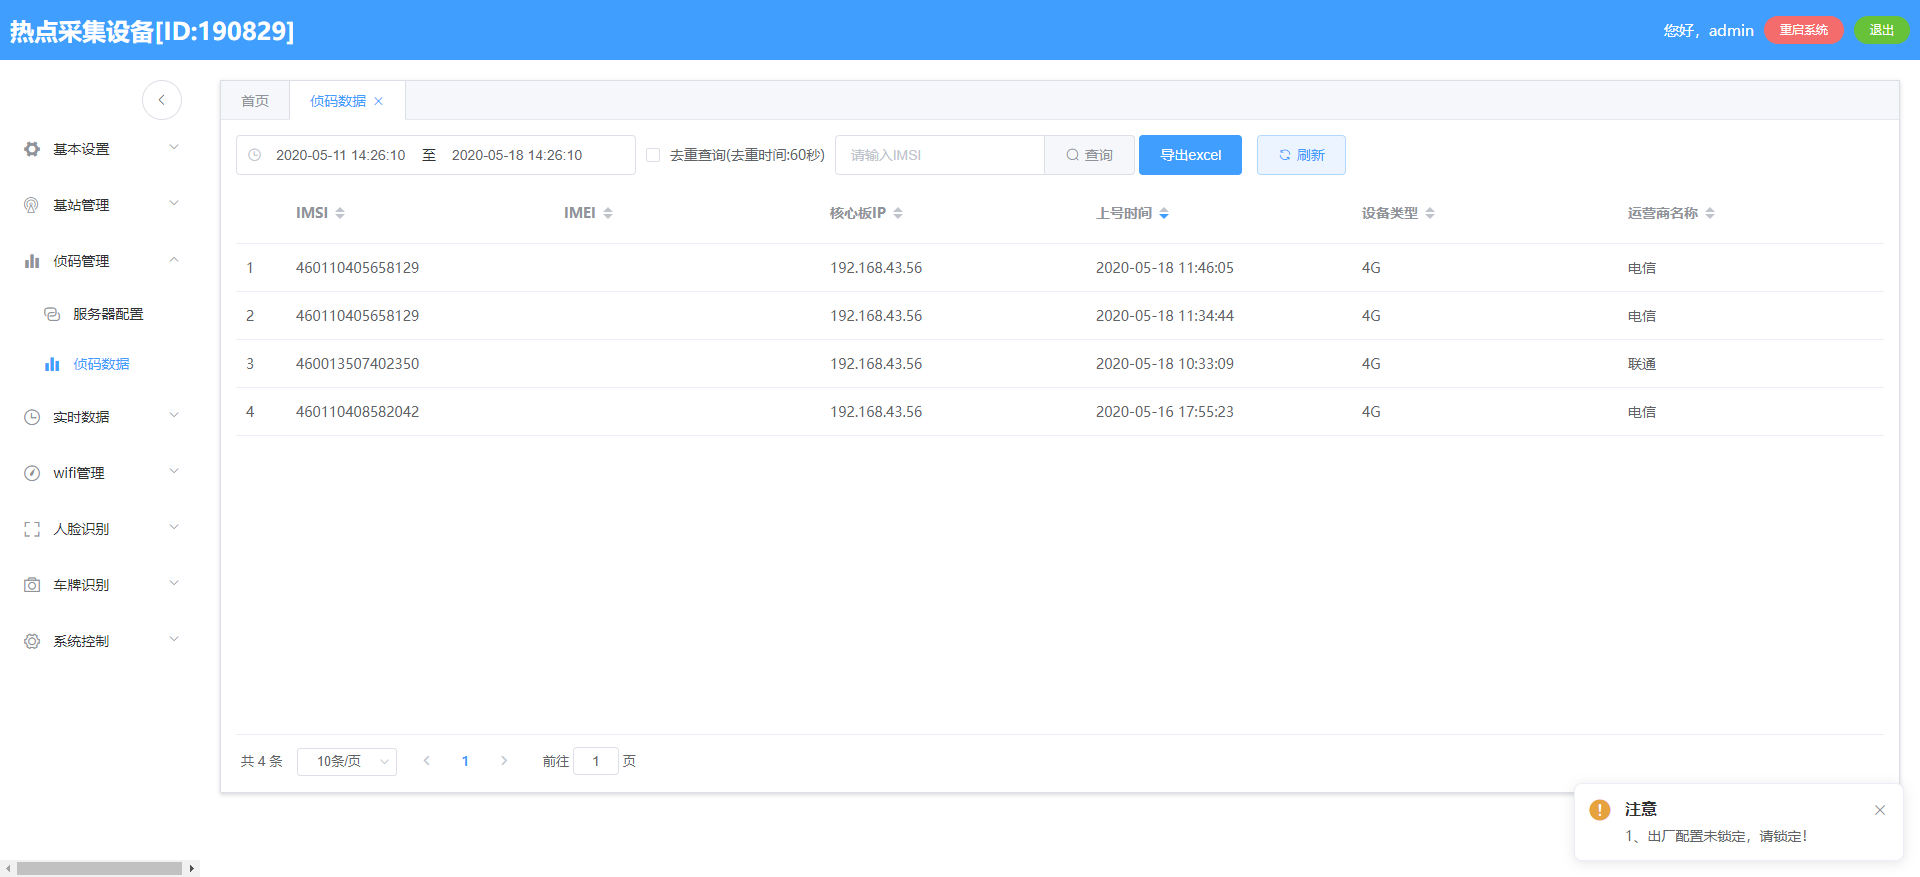 热点采集设备[ID:190829]
您好，admin
重启系统
退出
基本设置
基站管理
侦码管理
服务器配置
侦码数据
实时数据
wifi管理
人脸识别
车牌识别
系统控制
首页 侦码数据
2020-05-11 14:26:10 至 2020-05-18 14:26:10 去重查询(去重时间:60秒) 请输入IMSI 查询 导出excel 刷新
IMSI IMEI 核心板IP 上号时间 设备类型 运营商名称
1 460110405658129 192.168.43.56 2020-05-18 11:46:05 4G 电信
2 460110405658129 192.168.43.56 2020-05-18 11:34:44 4G 电信
3 460013507402350 192.168.43.56 2020-05-18 10:33:09 4G 联通
4 460110408582042 192.168.43.56 2020-05-16 17:55:23 4G 电信
共 4 条 10条/页 1 前往 1 页
注意
1、出厂配置未锁定，请锁定！